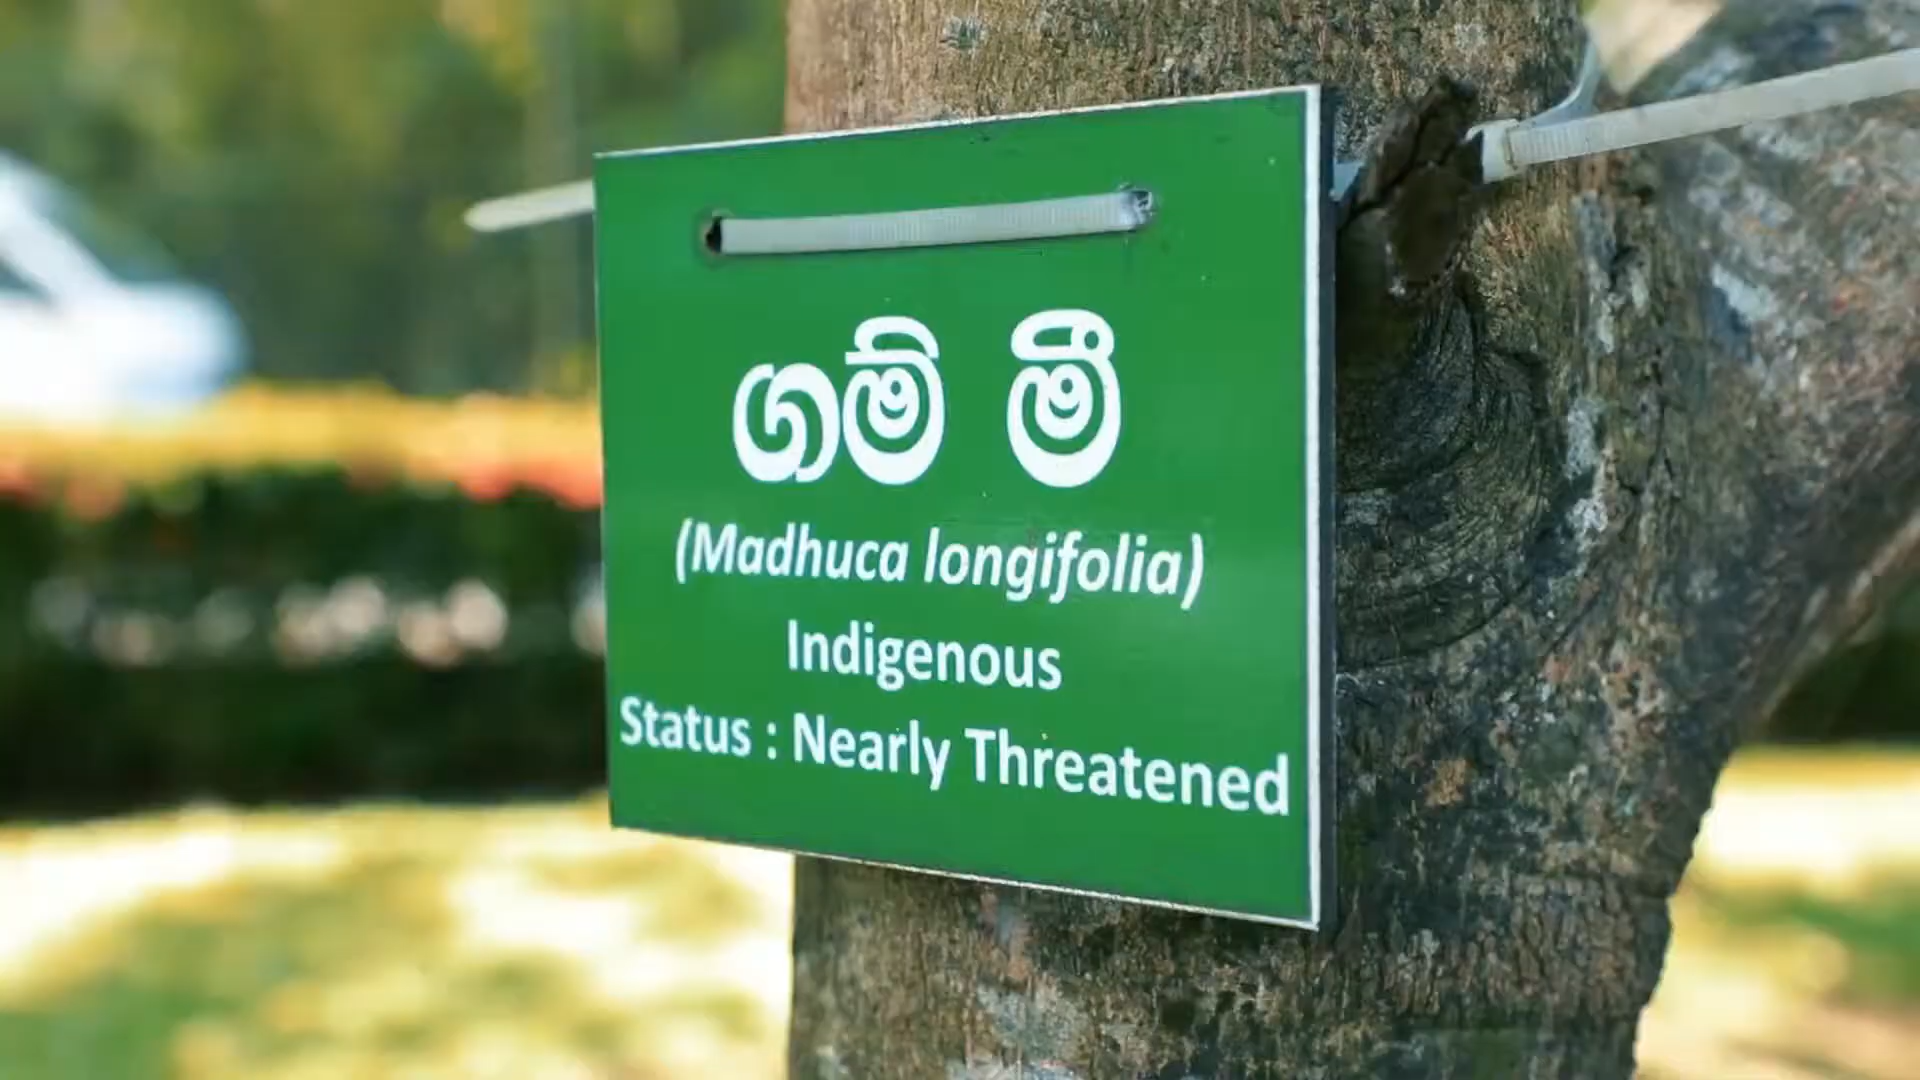 ගම් මී
(Madhuca longifolia)
Indigenous
Status : Nearly Threatened